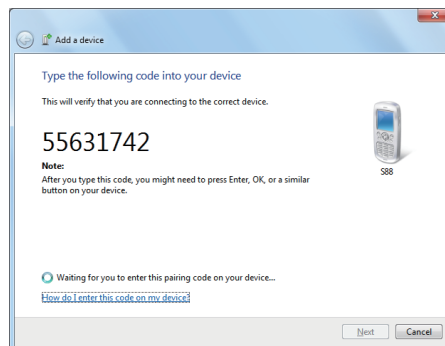 Add a device
Type the following code into your device
This will verify that you are connecting to the correct device.
55631742
Note:
After you type this code, you might need to press Enter, OK, or a similar
button on your device.
S88
Waiting for you to enter this pairing code on your device...
How do I enter this code on my device?
Next
Cancel